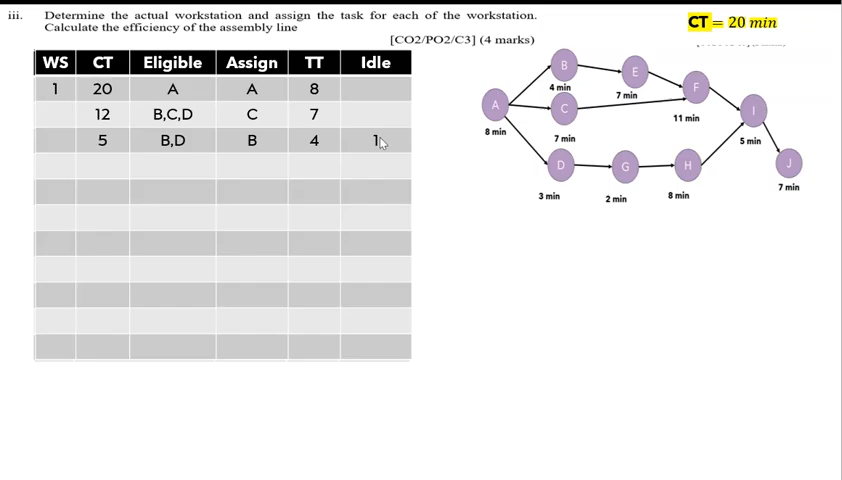 iii. Determine the actual workstation and assign the task for each of the workstation.
Calculate the efficiency of the assembly line
[CO2/PO2/C3] (4 marks)
CT = 20 min
WS CT Eligible Assign TT Idle
1 20 A A 8
12 B,C,D C 7
5 B,D B 4 1
A
8 min
B
4 min
C
7 min
D
3 min
E
7 min
F
11 min
G
2 min
H
8 min
I
5 min
J
7 min